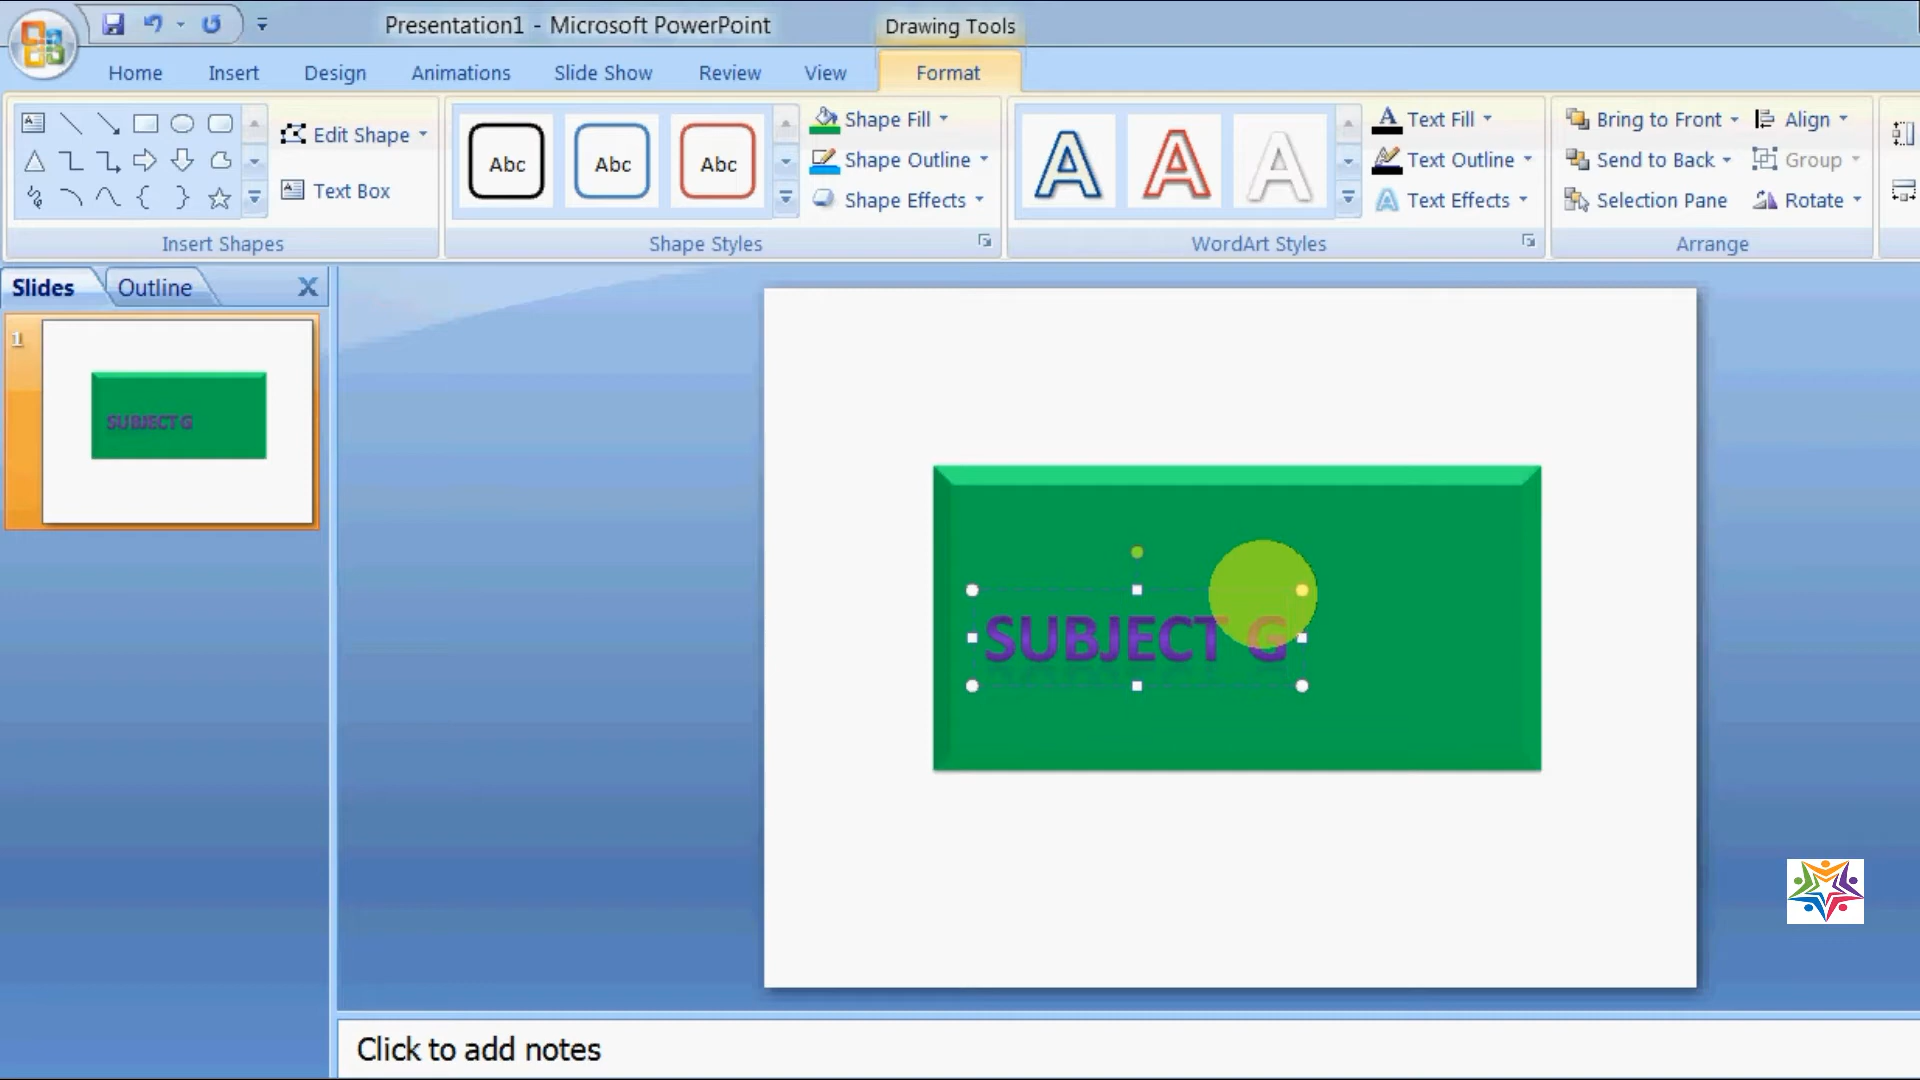 Presentation1 - Microsoft PowerPoint
Drawing Tools
Home Insert Design Animations Slide Show Review View Format
Edit Shape
Text Box
Insert Shapes
Abc Abc Abc
Shape Fill
Shape Outline
Shape Effects
Shape Styles
A A A
Text Fill
Text Outline
Text Effects
WordArt Styles
Bring to Front
Send to Back
Selection Pane
Align
Group
Rotate
Arrange
Slides Outline X
1
SUBJECT G
SUBJECT G
Click to add notes